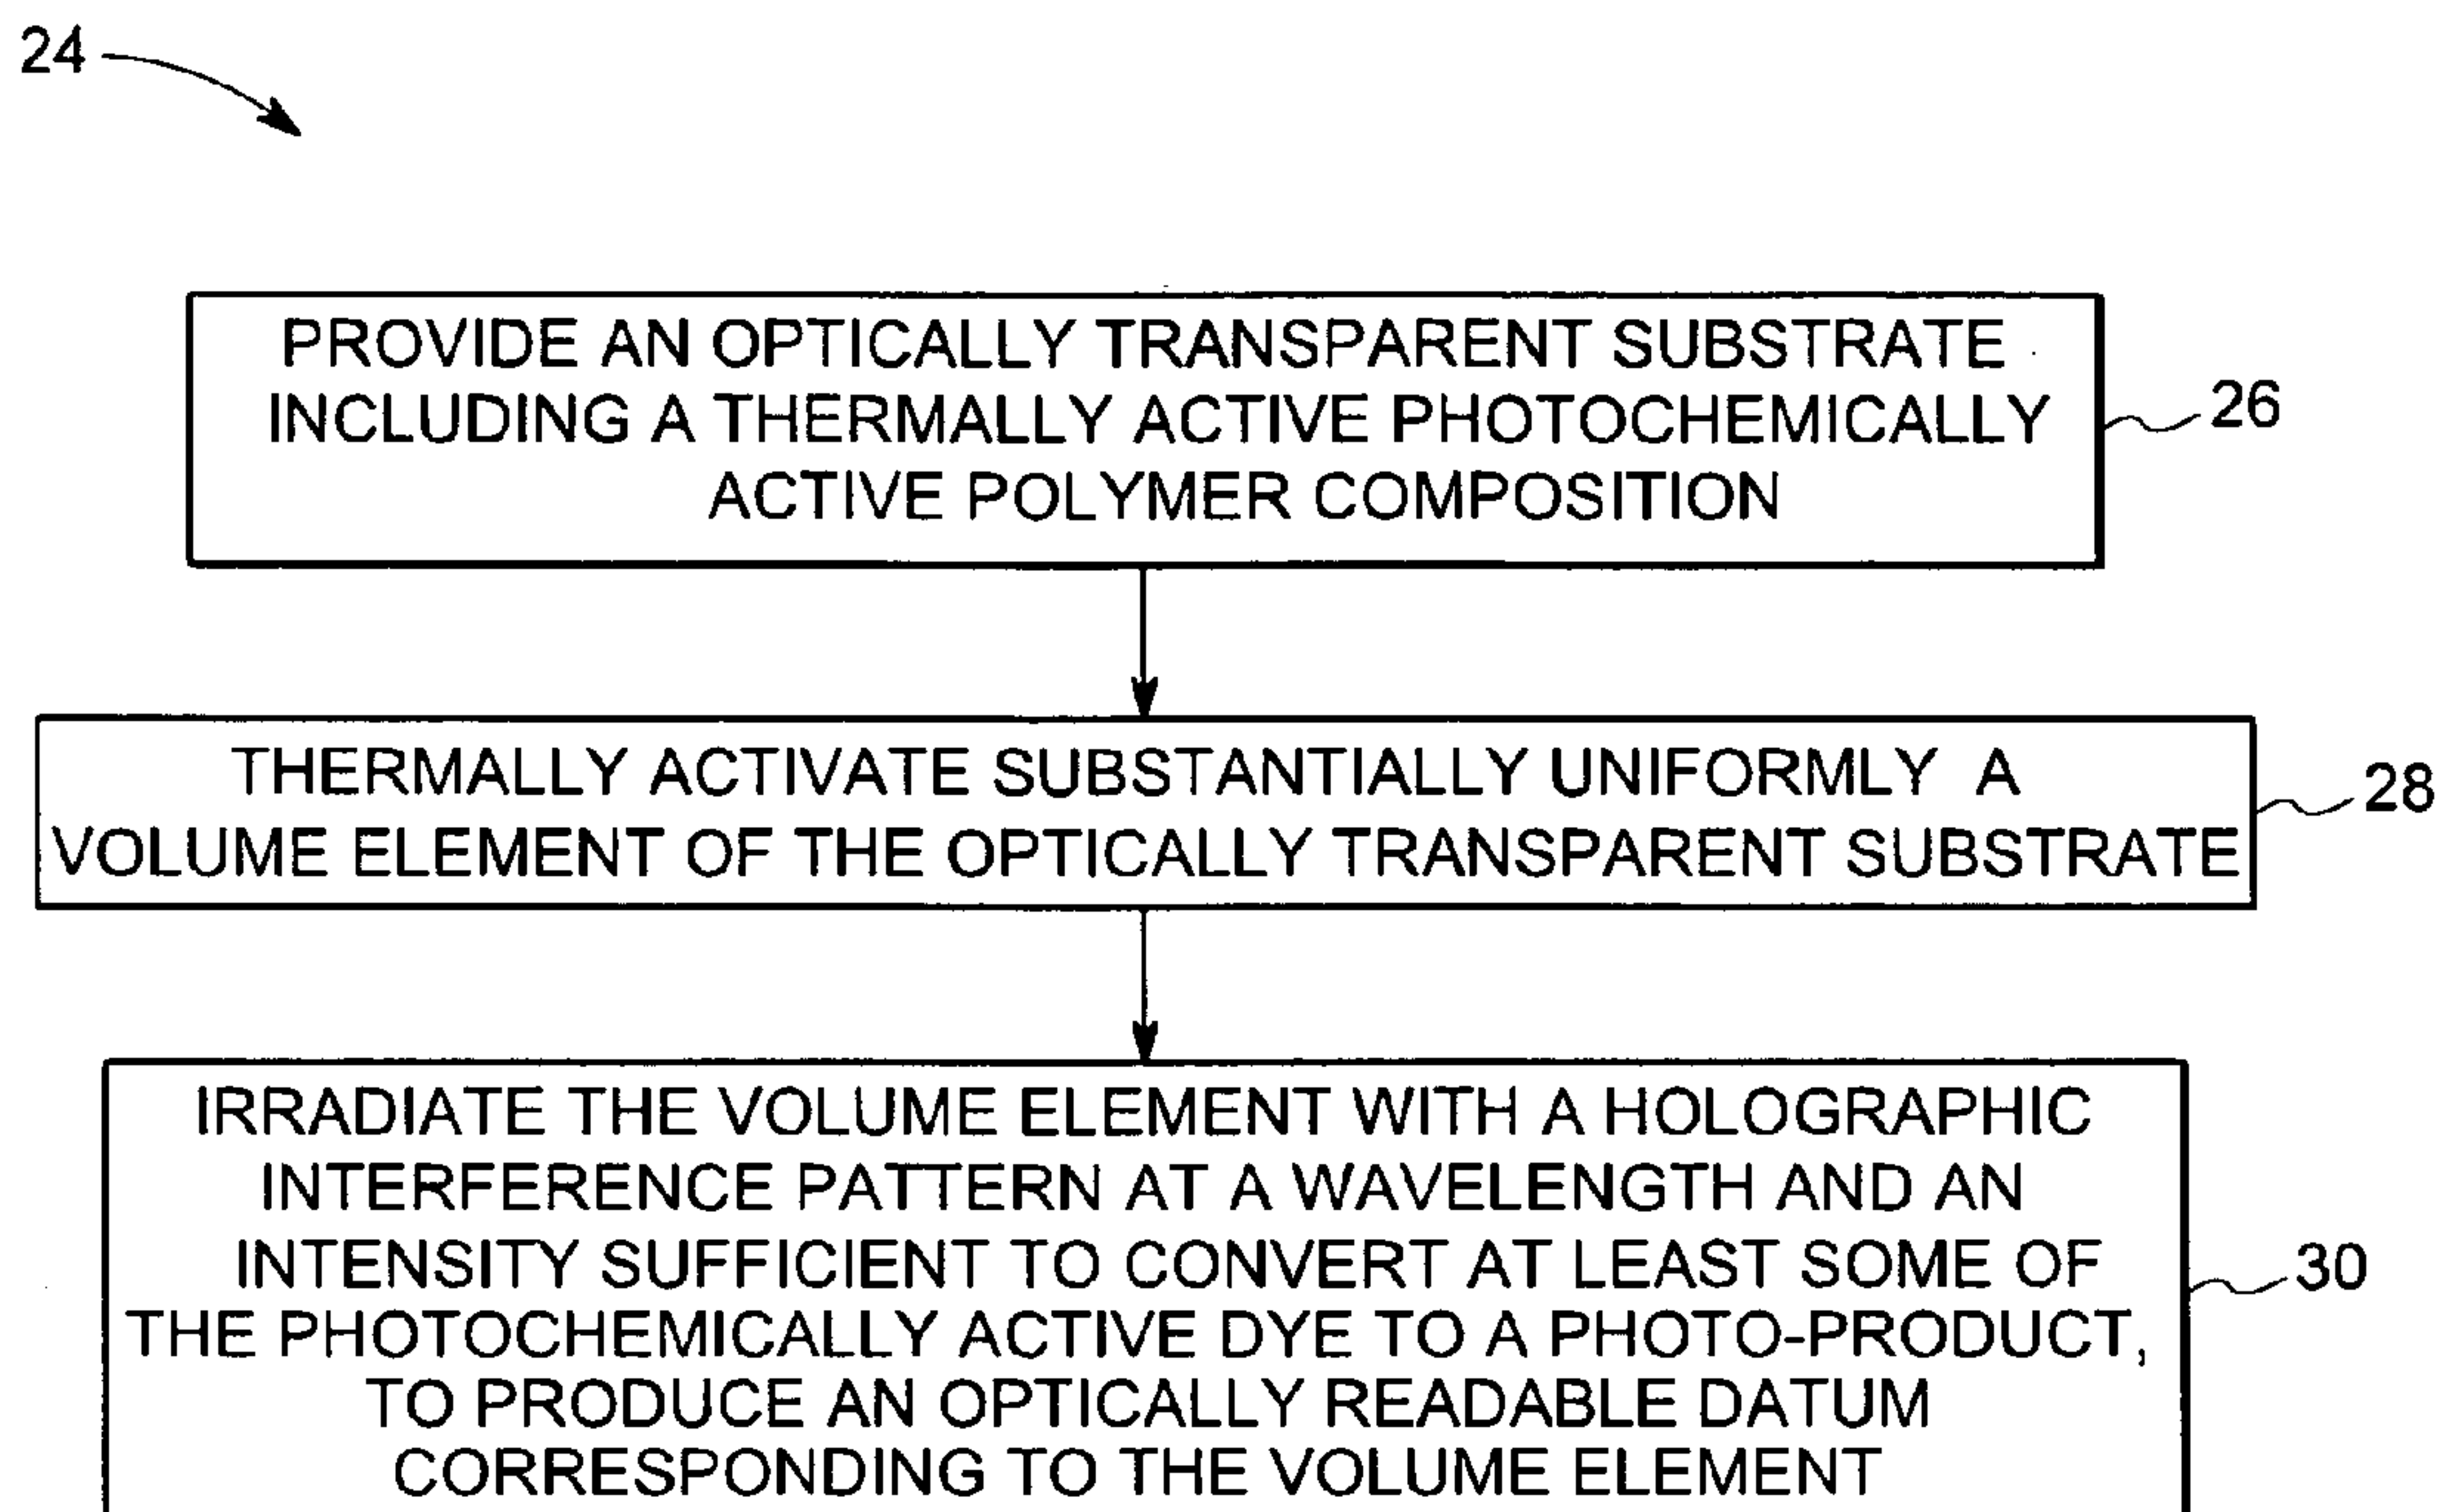 24
PROVIDE AN OPTICALLY TRANSPARENT SUBSTRATE
INCLUDING A THERMALLY ACTIVE PHOTOCHEMICALLY
ACTIVE POLYMER COMPOSITION
26
THERMALLY ACTIVATE SUBSTANTIALLY UNIFORMLY A
VOLUME ELEMENT OF THE OPTICALLY TRANSPARENT SUBSTRATE
28
IRRADIATE THE VOLUME ELEMENT WITH A HOLOGRAPHIC
INTERFERENCE PATTERN AT A WAVELENGTH AND AN
INTENSITY SUFFICIENT TO CONVERT AT LEAST SOME OF
THE PHOTOCHEMICALLY ACTIVE DYE TO A PHOTO-PRODUCT,
TO PRODUCE AN OPTICALLY READABLE DATUM
CORRESPONDING TO THE VOLUME ELEMENT
30